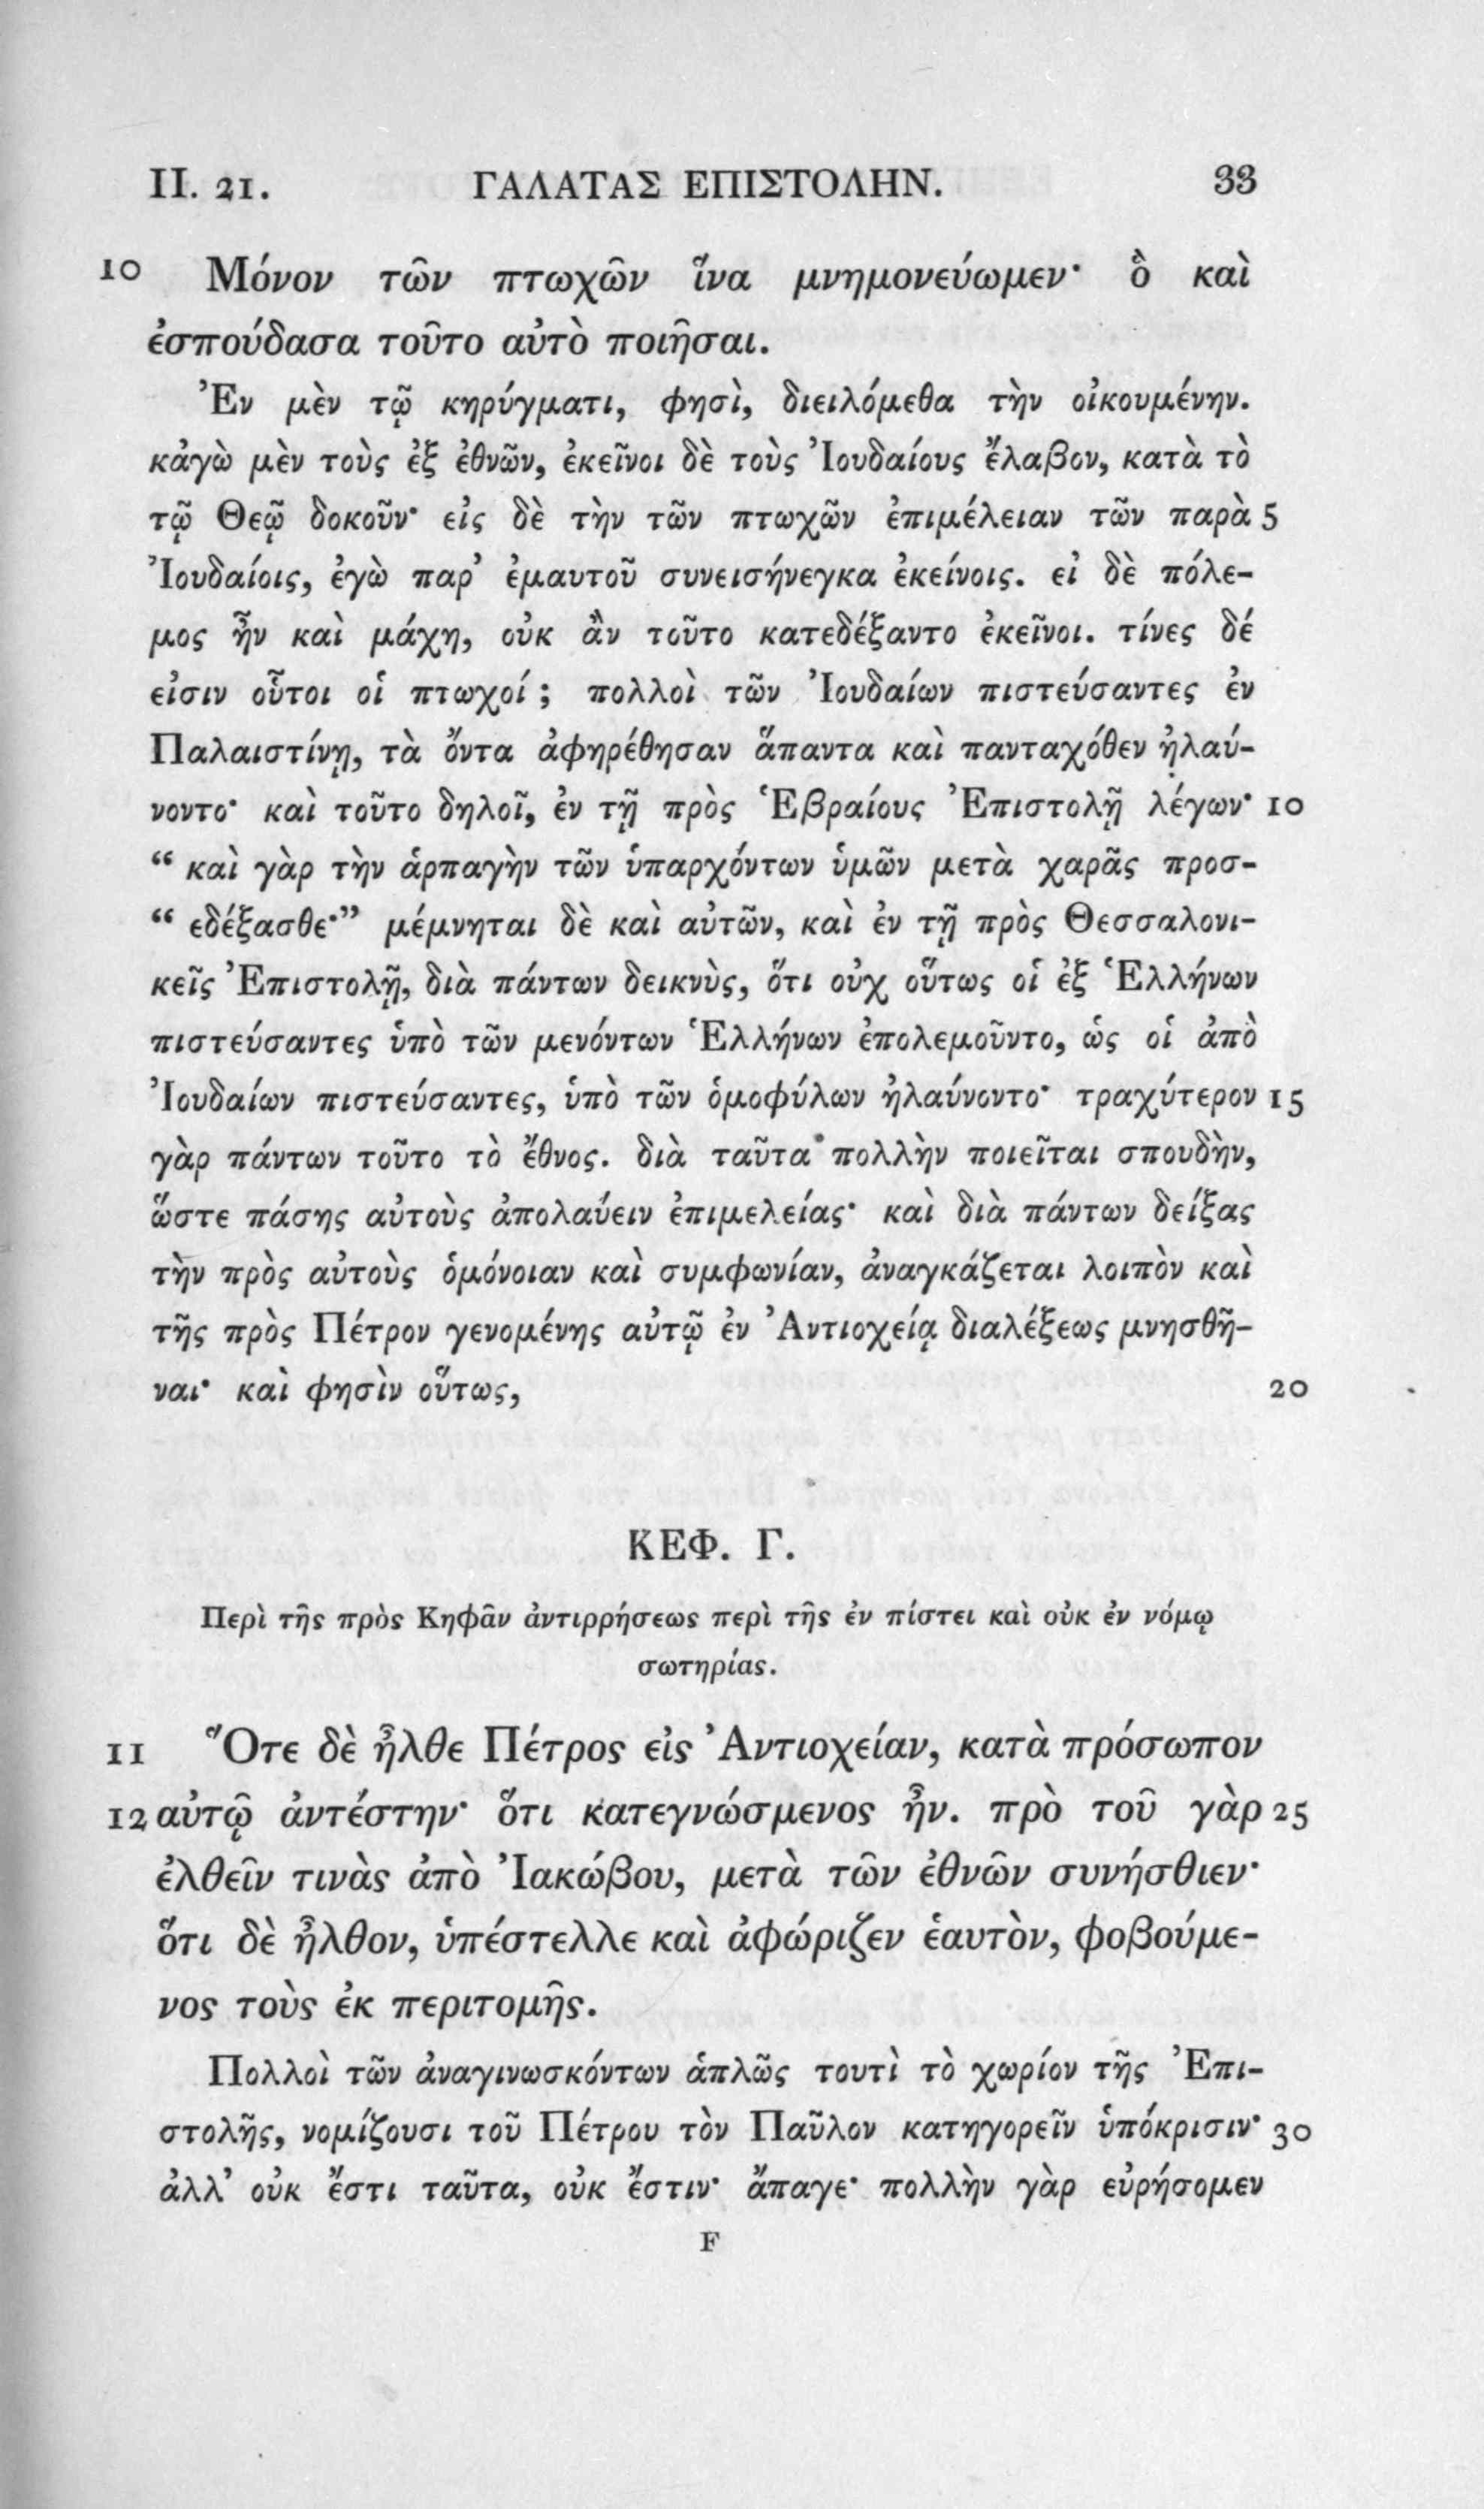 II. 21. ΓΑΛΑΤΑΣ ΕΠΙΣΤΟΛΗΝ. 33
10 Μόνον τῶν πτωχῶν ἵνα μνημονεύωμεν· ὃ καὶ
ἐσπούδασα τοῦτο αὐτὸ ποιῆσαι.
Ἐν μὲν τῷ κηρύγματι, φησὶ, διειλόμεθα τὴν οἰκουμένην.
κἀγὼ μὲν τοὺς ἐξ ἐθνῶν, ἐκεῖνοι δὲ τοὺς Ἰουδαίους ἔλαβον, κατὰ τὸ
τῷ Θεῷ δοκοῦν· εἰς δὲ τὴν τῶν πτωχῶν ἐπιμέλειαν τῶν παρὰ 5
Ἰουδαίοις, ἐγὼ παρ’ ἐμαυτοῦ συνεισήνεγκα ἐκείνοις. εἰ δὲ πόλε-
μος ἦν καὶ μάχη, οὐκ ἂν τοῦτο κατεδέξαντο ἐκεῖνοι. τίνες δέ
εἰσιν οὗτοι οἱ πτωχοί; πολλοὶ τῶν Ἰουδαίων πιστεύσαντες ἐν
Παλαιστίνῃ, τὰ ὄντα ἀφηρέθησαν ἅπαντα καὶ πανταχόθεν ἠλαύ-
νοντο· καὶ τοῦτο δηλοῖ, ἐν τῇ πρὸς Ἑβραίους Ἐπιστολῇ λέγων· 10
“ καὶ γὰρ τὴν ἁρπαγὴν τῶν ὑπαρχόντων ὑμῶν μετὰ χαρᾶς προσ-
“ εδέξασθε·” μέμνηται δὲ καὶ αὐτῶν, καὶ ἐν τῇ πρὸς Θεσσαλονι-
κεῖς Ἐπιστολῇ, διὰ πάντων δεικνὺς, ὅτι οὐχ οὕτως οἱ ἐξ Ἑλλήνων
πιστεύσαντες ὑπὸ τῶν μενόντων Ἑλλήνων ἐπολεμοῦντο, ὡς οἱ ἀπὸ
Ἰουδαίων πιστεύσαντες, ὑπὸ τῶν ὁμοφύλων ἠλαύνοντο· τραχύτερον 15
γὰρ πάντων τοῦτο τὸ ἔθνος. διὰ ταῦτα πολλὴν ποιεῖται σπουδὴν,
ὥστε πάσης αὐτοὺς ἀπολαύειν ἐπιμελείας· καὶ διὰ πάντων δείξας
τὴν πρὸς αὐτοὺς ὁμόνοιαν καὶ συμφωνίαν, ἀναγκάζεται λοιπὸν καὶ
τῆς πρὸς Πέτρον γενομένης αὐτῷ ἐν Ἀντιοχείᾳ διαλέξεως μνησθῆ-
ναι· καὶ φησὶν οὕτως, 20
ΚΕΦ. Γ.
Περὶ τῆς πρὸς Κηφᾶν ἀντιρρήσεως περὶ τῆς ἐν πίστει καὶ οὐκ ἐν νόμῳ
σωτηρίας.
11 Ὅτε δὲ ἦλθε Πέτρος εἰς Ἀντιοχείαν, κατὰ πρόσωπον
12 αὐτῷ ἀντέστην· ὅτι κατεγνώσμενος ἦν. πρὸ τοῦ γὰρ 25
ἐλθεῖν τινὰς ἀπὸ Ἰακώβου, μετὰ τῶν ἐθνῶν συνήσθιεν·
ὅτι δὲ ἦλθον, ὑπέστελλε καὶ ἀφώριζεν ἑαυτὸν, φοβούμε-
νος τοὺς ἐκ περιτομῆς.
Πολλοὶ τῶν ἀναγινωσκόντων ἁπλῶς τουτὶ τὸ χωρίον τῆς Ἐπι-
στολῆς, νομίζουσι τοῦ Πέτρου τὸν Παῦλον κατηγορεῖν ὑπόκρισιν· 30
ἀλλ’ οὐκ ἔστι ταῦτα, οὐκ ἔστιν· ἄπαγε· πολλὴν γὰρ εὑρήσομεν
F